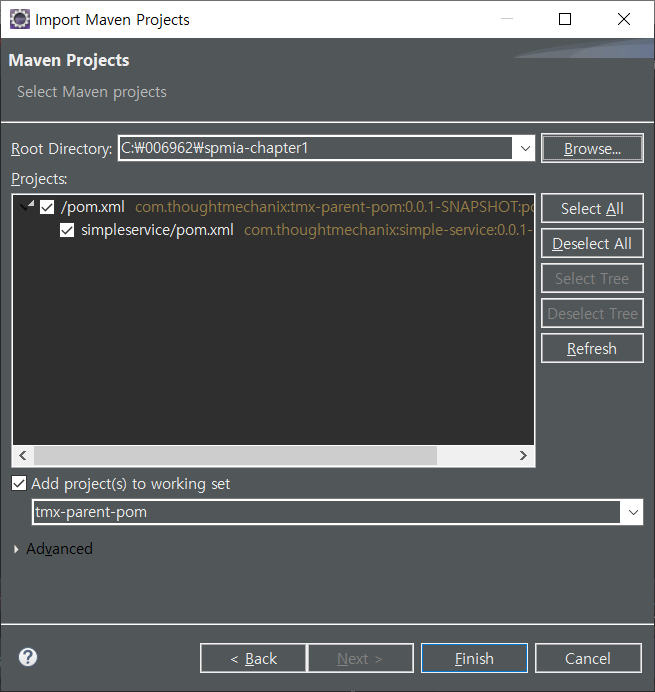 Import Maven Projects
Maven Projects
Select Maven projects
Root Directory: C:₩006962₩spmia-chapter1 Browse...
Projects:
/pom.xml com.thoughtmechanix:tmx-parent-pom:0.0.1-SNAPSHOT:po
simpleservice/pom.xml com.thoughtmechanix:simple-service:0.0.1-
Select All
Deselect All
Select Tree
Deselect Tree
Refresh
Add project(s) to working set
tmx-parent-pom
Advanced
?
< Back Next > Finish Cancel